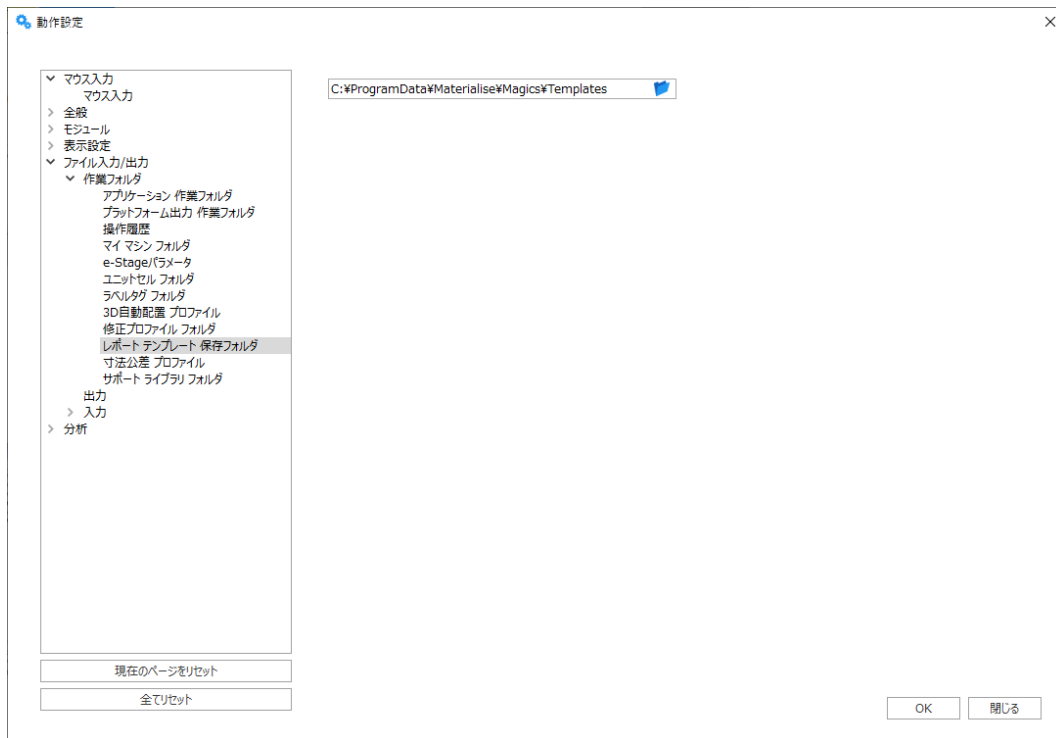 動作設定
マウス入力
マウス入力
全般
モジュール
表示設定
ファイル入力/出力
作業フォルダ
アプリケーション 作業フォルダ
プラットフォーム出力 作業フォルダ
操作履歴
マイ マシン フォルダ
e-Stageパラメータ
ユニットセル フォルダ
ラベルタグ フォルダ
3D自動配置 プロファイル
修正プロファイル フォルダ
レポート テンプレート 保存フォルダ
寸法公差 プロファイル
サポート ライブラリ フォルダ
出力
入力
分析
C:¥ProgramData¥Materialise¥Magics¥Templates
現在のページをリセット
全てリセット
OK
閉じる